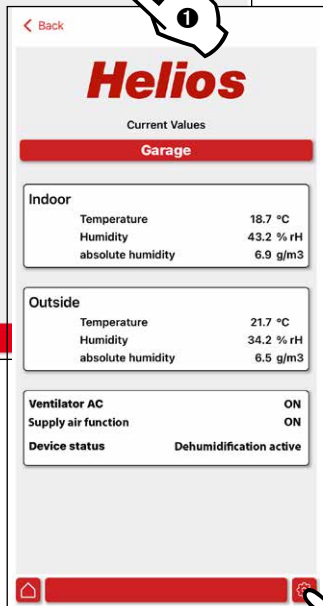 ❶
Back
Helios
Current Values
Garage
Indoor
Temperature 18.7 °C
Humidity 43.2 % rH
absolute humidity 6.9 g/m3
Outside
Temperature 21.7 °C
Humidity 34.2 % rH
absolute humidity 6.5 g/m3
Ventilator AC ON
Supply air function ON
Device status Dehumidification active